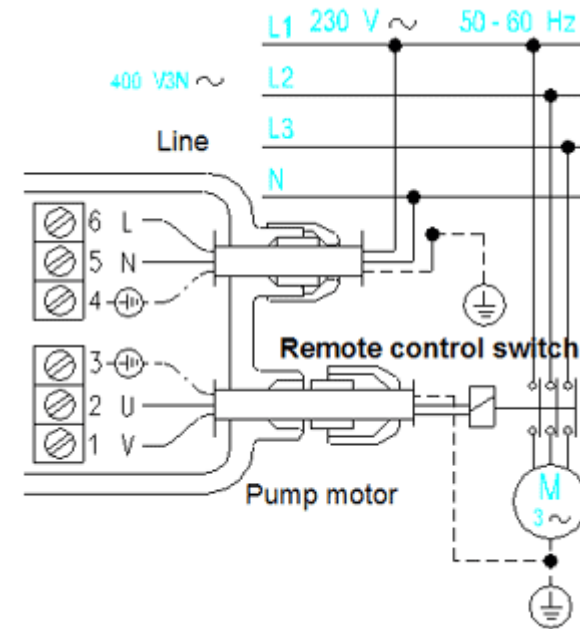 L1 230 V ~ 50 - 60 Hz
400 V3N ~
L2
L3
Line
N
6 L
5 N
4
Remote control switch
3
2 U
1 V
Pump motor
M
3 ~